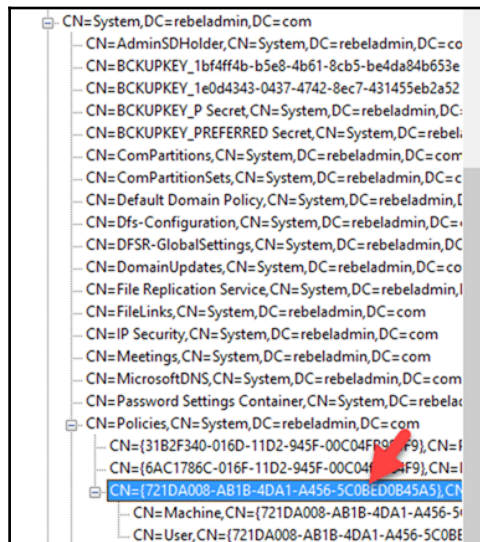 CN=System,DC=rebeladmin,DC=com
CN=AdminSDHolder,CN=System,DC=rebeladmin,DC=co
CN=BCKUPKEY_1bf4ff4b-b5e8-4b61-8cb5-be4da84b653e
CN=BCKUPKEY_1e0d4343-0437-4742-8ec7-431455eb2a52
CN=BCKUPKEY_P Secret,CN=System,DC=rebeladmin,DC:
CN=BCKUPKEY_PREFERRED Secret,CN=System,DC=rebel
CN=ComPartitions,CN=System,DC=rebeladmin,DC=com
CN=ComPartitionSets,CN=System,DC=rebeladmin,DC=c
CN=Default Domain Policy,CN=System,DC=rebeladmin,
CN=Dfs-Configuration,CN=System,DC=rebeladmin,DC=
CN=DFSR-GlobalSettings,CN=System,DC=rebeladmin,DC
CN=DomainUpdates,CN=System,DC=rebeladmin,DC=co
CN=File Replication Service,CN=System,DC=rebeladmin,
CN=FileLinks,CN=System,DC=rebeladmin,DC=com
CN=IP Security,CN=System,DC=rebeladmin,DC=com
CN=Meetings,CN=System,DC=rebeladmin,DC=com
CN=MicrosoftDNS,CN=System,DC=rebeladmin,DC=com
CN=Password Settings Container,CN=System,DC=rebelad
CN=Policies,CN=System,DC=rebeladmin,DC=com
CN={31B2F340-016D-11D2-945F-00C04FB984F9},CN=
CN={6AC1786C-016F-11D2-945F-00C04fB984F9},CN=
CN={721DA008-AB1B-4DA1-A456-5C0BED0B45A5},CN
CN=Machine,CN={721DA008-AB1B-4DA1-A456-5
CN=User,CN={721DA008-AB1B-4DA1-A456-5C0BE